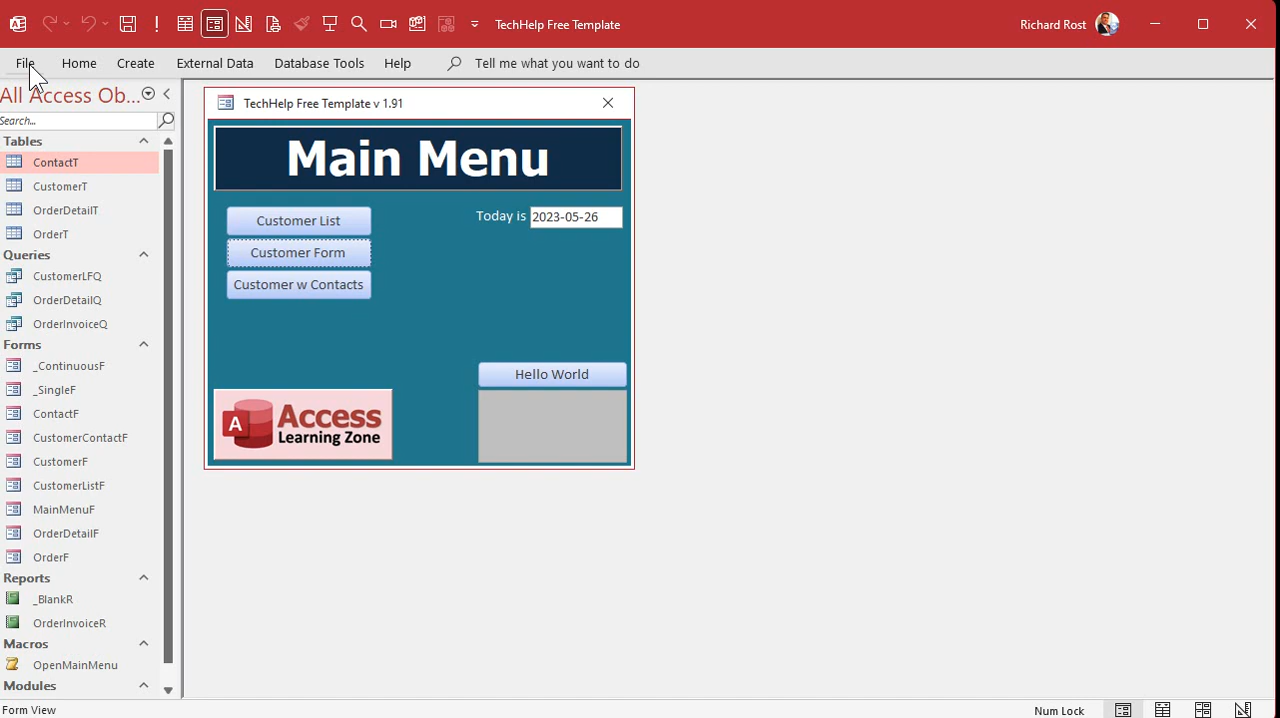 TechHelp Free Template
Richard Rost
File
Home
Create
External Data
Database Tools
Help
Tell me what you want to do
All Access Ob...
Search...
Tables
ContactT
CustomerT
OrderDetailT
OrderT
Queries
CustomerLFQ
OrderDetailQ
OrderInvoiceQ
Forms
_ContinuousF
_SingleF
ContactF
CustomerContactF
CustomerF
CustomerListF
MainMenuF
OrderDetailF
OrderF
Reports
_BlankR
OrderInvoiceR
Macros
OpenMainMenu
Modules
TechHelp Free Template v 1.91
Main Menu
Customer List
Today is 2023-05-26
Customer Form
Customer w Contacts
Hello World
A
Access
Learning Zone
Form View
Num Lock